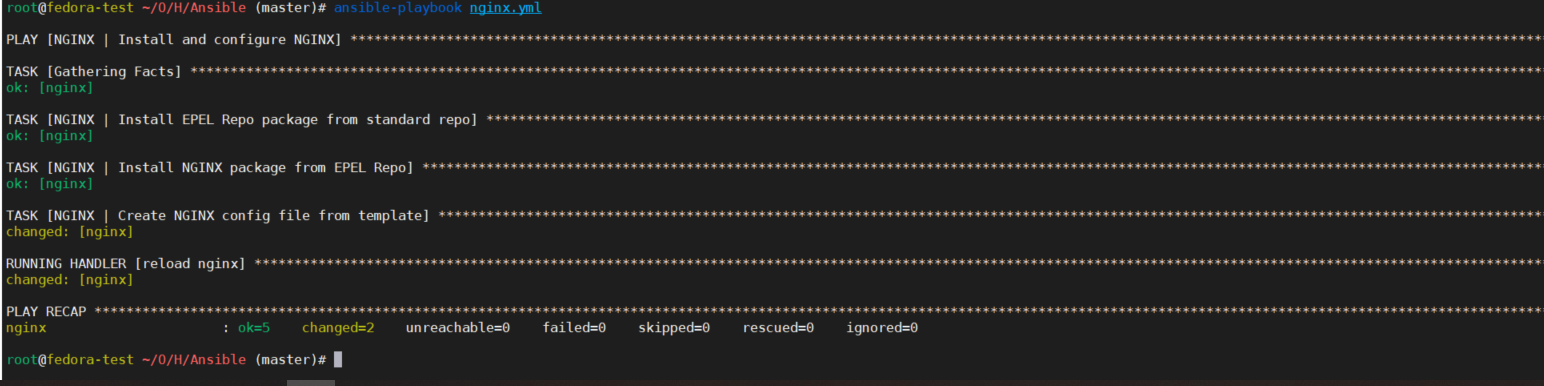 root@fedora-test ~/O/H/Ansible (master)# ansible-playbook nginx.yml
PLAY [NGINX | Install and configure NGINX] ******************************************************************************************************************************************************
TASK [Gathering Facts] **************************************************************************************************************************************************************************
ok: [nginx]
TASK [NGINX | Install EPEL Repo package from standard repo] *************************************************************************************************************************************
ok: [nginx]
TASK [NGINX | Install NGINX package from EPEL Repo] *********************************************************************************************************************************************
ok: [nginx]
TASK [NGINX | Create NGINX config file from template] *******************************************************************************************************************************************
changed: [nginx]
RUNNING HANDLER [reload nginx] ******************************************************************************************************************************************************************
changed: [nginx]
PLAY RECAP **************************************************************************************************************************************************************************************
nginx                      : ok=5    changed=2    unreachable=0    failed=0    skipped=0    rescued=0    ignored=0
root@fedora-test ~/O/H/Ansible (master)#